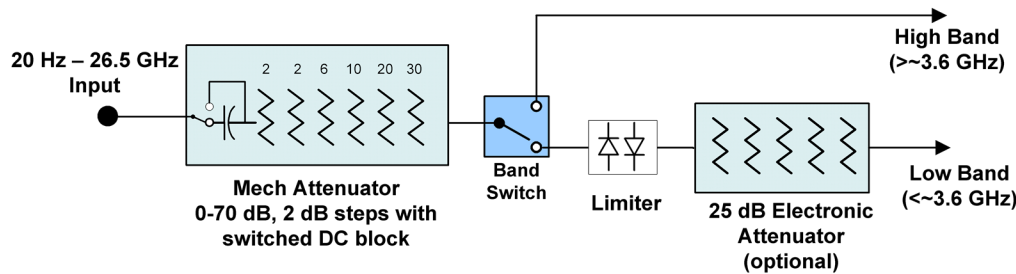 20 Hz – 26.5 GHz
Input
2 2 6 10 20 30
Mech Attenuator
0-70 dB, 2 dB steps with
switched DC block
Band
Switch
Limiter
25 dB Electronic
Attenuator
(optional)
High Band
(>~3.6 GHz)
Low Band
(<~3.6 GHz)